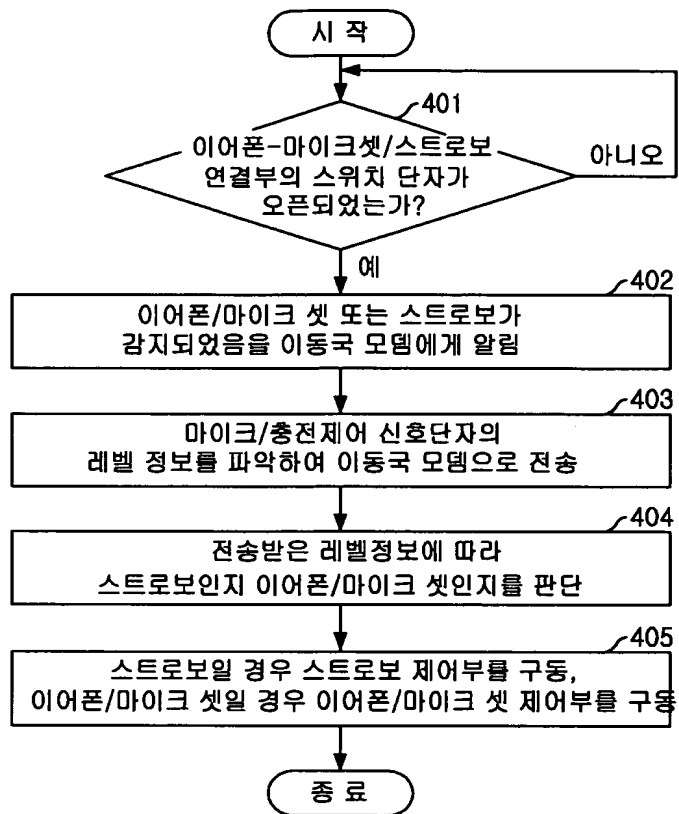 시 작
401
이어폰-마이크셋/스트로보
연결부의 스위치 단자가
오픈되었는가?
아니오
예
402
이어폰/마이크 셋 또는 스트로보가
감지되었음을 이동국 모뎀에게 알림
403
마이크/충전제어 신호단자의
레벨 정보를 파악하여 이동국 모뎀으로 전송
404
전송받은 레벨정보에 따라
스트로보인지 이어폰/마이크 셋인지를 판단
405
스트로보일 경우 스트로보 제어부를 구동,
이어폰/마이크 셋일 경우 이어폰/마이크 셋 제어부를 구동
종 료